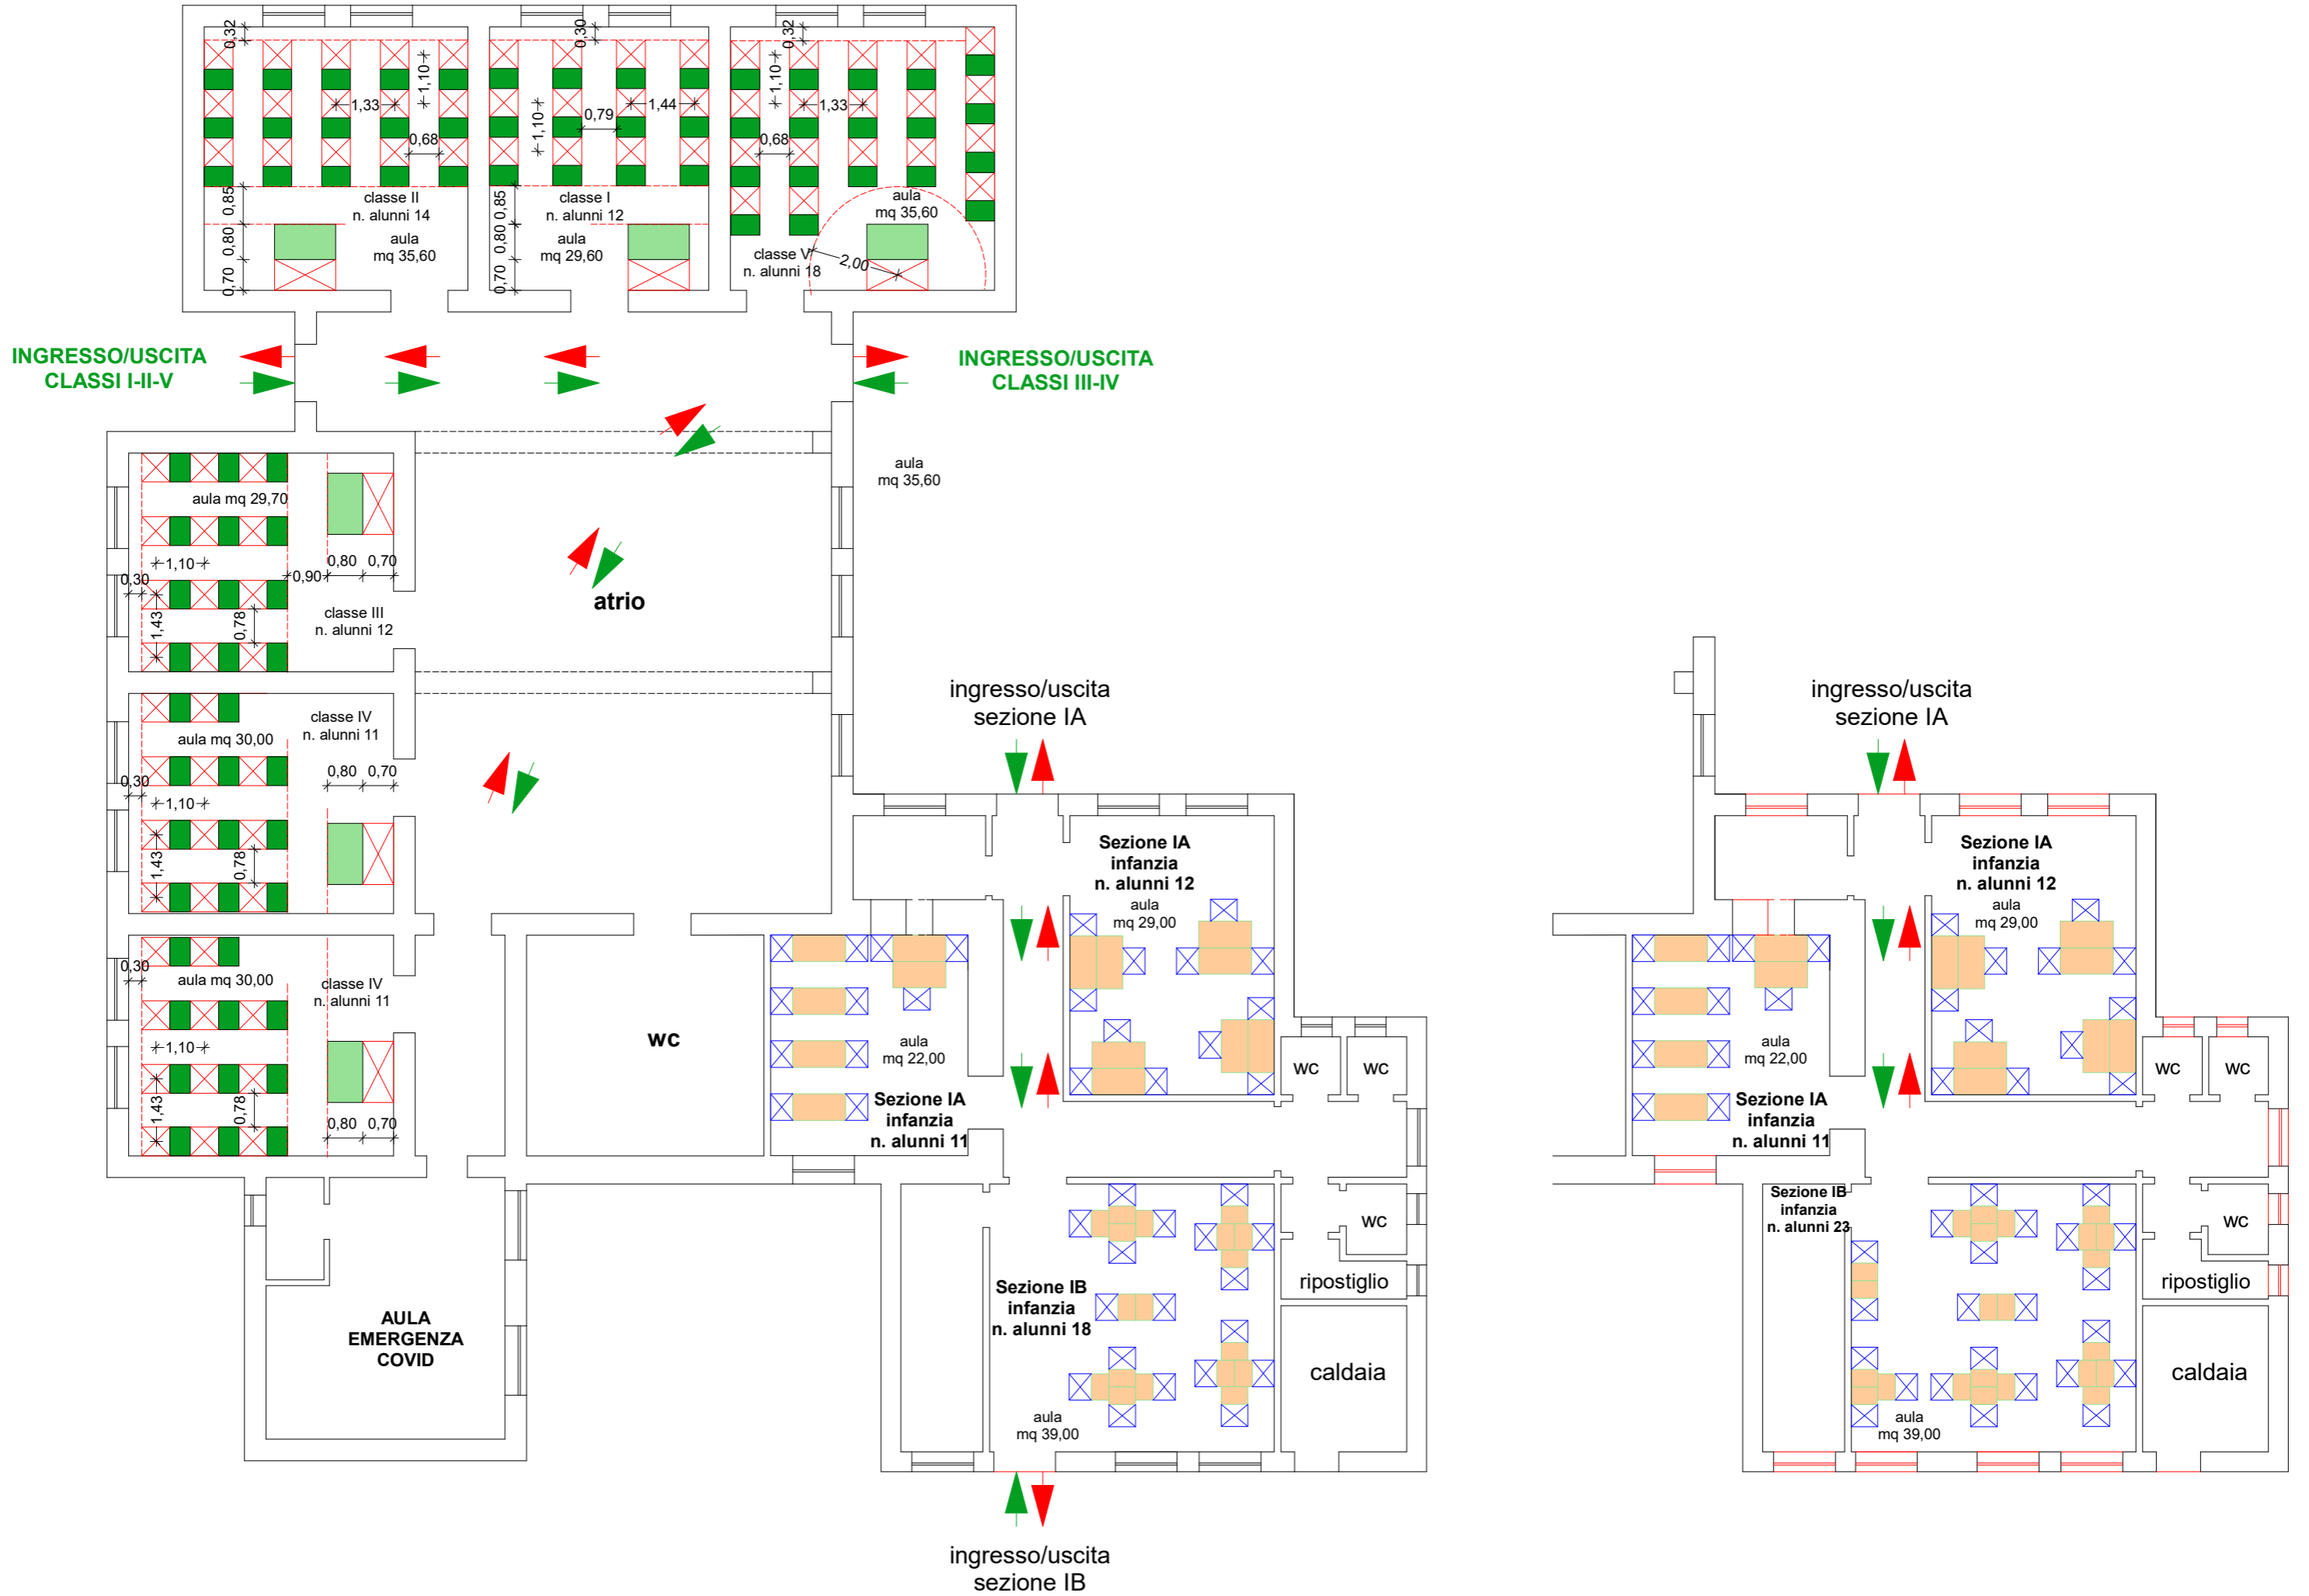 0,32
0,30
0,32
1,10
1,33
0,68
1,10
0,79
1,44
1,10
1,33
0,68
0,85
0,80
0,70
classe II
n. alunni 14
aula
mq 35,60
0,85
0,80
0,70
classe I
n. alunni 12
aula
mq 29,60
aula
mq 35,60
classe V
n. alunni 18
2,00
INGRESSO/USCITA
CLASSI I-II-V
INGRESSO/USCITA
CLASSI III-IV
aula mq 29,70
1,10
0,30
0,90
0,80
0,70
1,43
0,78
classe III
n. alunni 12
atrio
aula
mq 35,60
classe IV
n. alunni 11
aula mq 30,00
0,80
0,70
0,30
1,10
1,43
0,78
aula mq 30,00
0,30
classe IV
n. alunni 11
1,10
1,43
0,78
0,80
0,70
wc
AULA
EMERGENZA
COVID
ingresso/uscita
sezione IA
Sezione IA
infanzia
n. alunni 12
aula
mq 29,00
aula
mq 22,00
Sezione IA
infanzia
n. alunni 11
wc
wc
wc
ripostiglio
caldaia
Sezione IB
infanzia
n. alunni 18
aula
mq 39,00
ingresso/uscita
sezione IB
ingresso/uscita
sezione IA
Sezione IA
infanzia
n. alunni 12
aula
mq 29,00
aula
mq 22,00
Sezione IA
infanzia
n. alunni 11
wc
wc
Sezione IB
infanzia
n. alunni 23
wc
ripostiglio
caldaia
aula
mq 39,00